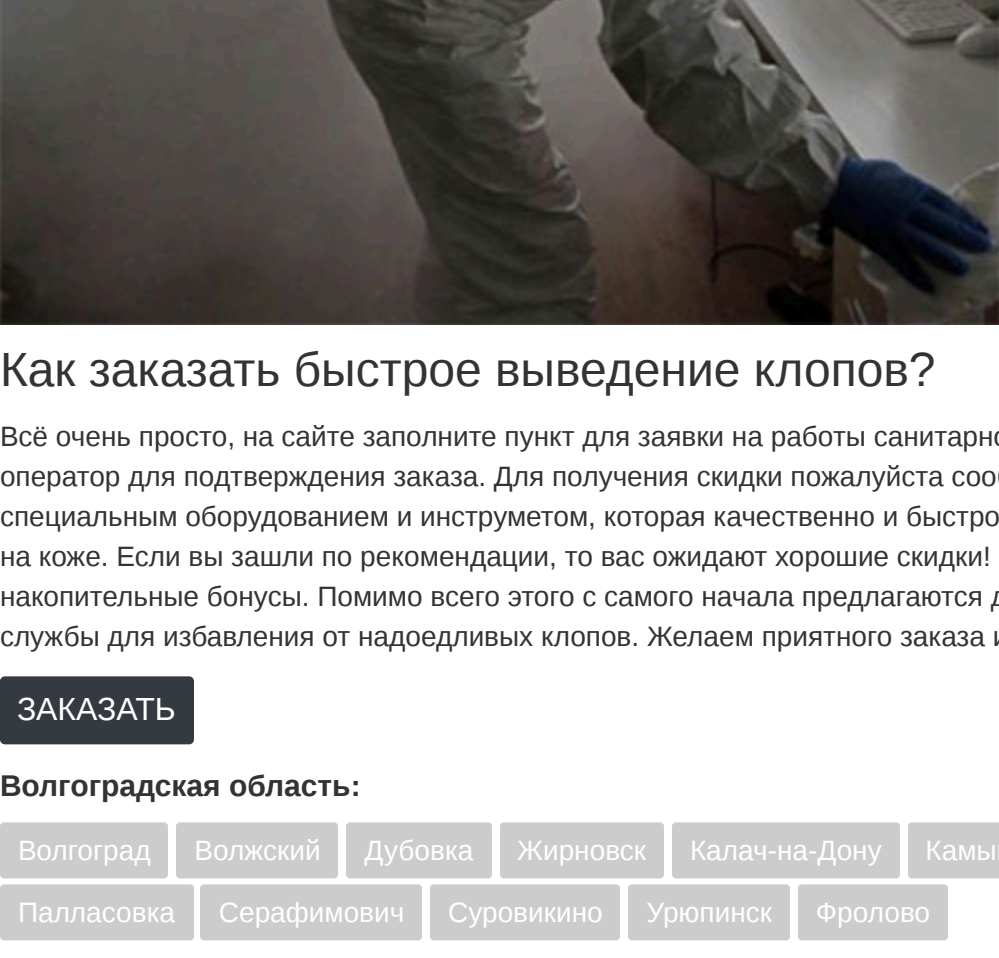 Как заказать быстрое выведение клопов?
Всё очень просто, на сайте заполните пункт для заявки на работы
оператор для подтверждения заказа. Для получения скидки пожалуйста
специальным оборудованием и инструметом, которая качественно и быстро
на коже. Если вы зашли по рекомендации, то вас ожидают хорошие скидки!
накопительные бонусы. Помимо всего этого с самого начала предлагаются
службы для избавления от надоедливых клопов. Желаем приятного заказа
ЗАКАЗАТЬ
Волгоградская область:
Волгоград Волжский Дубовка Жирновск Калач-на-Дону
Палласовка Серафимович Суровикино Урюпинск Фролово